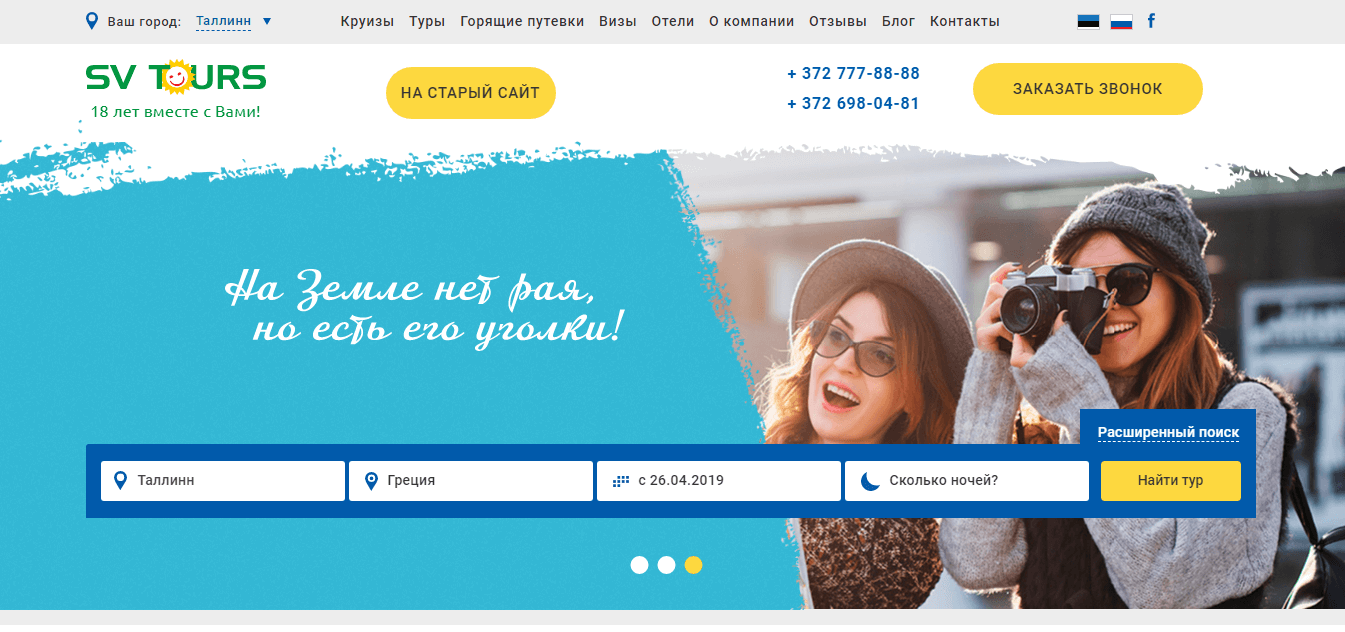 Ваш город: Таллинн
Круизы Туры Горящие путевки Визы Отели О компании Отзывы Блог Контакты
f
SV TOURS
18 лет вместе с Вами!
НА СТАРЫЙ САЙТ
+ 372 777-88-88
+ 372 698-04-81
ЗАКАЗАТЬ ЗВОНОК
На Земле нет рая,
но есть его уголки!
Расширенный поиск
Таллинн
Греция
с 26.04.2019
Сколько ночей?
Найти тур